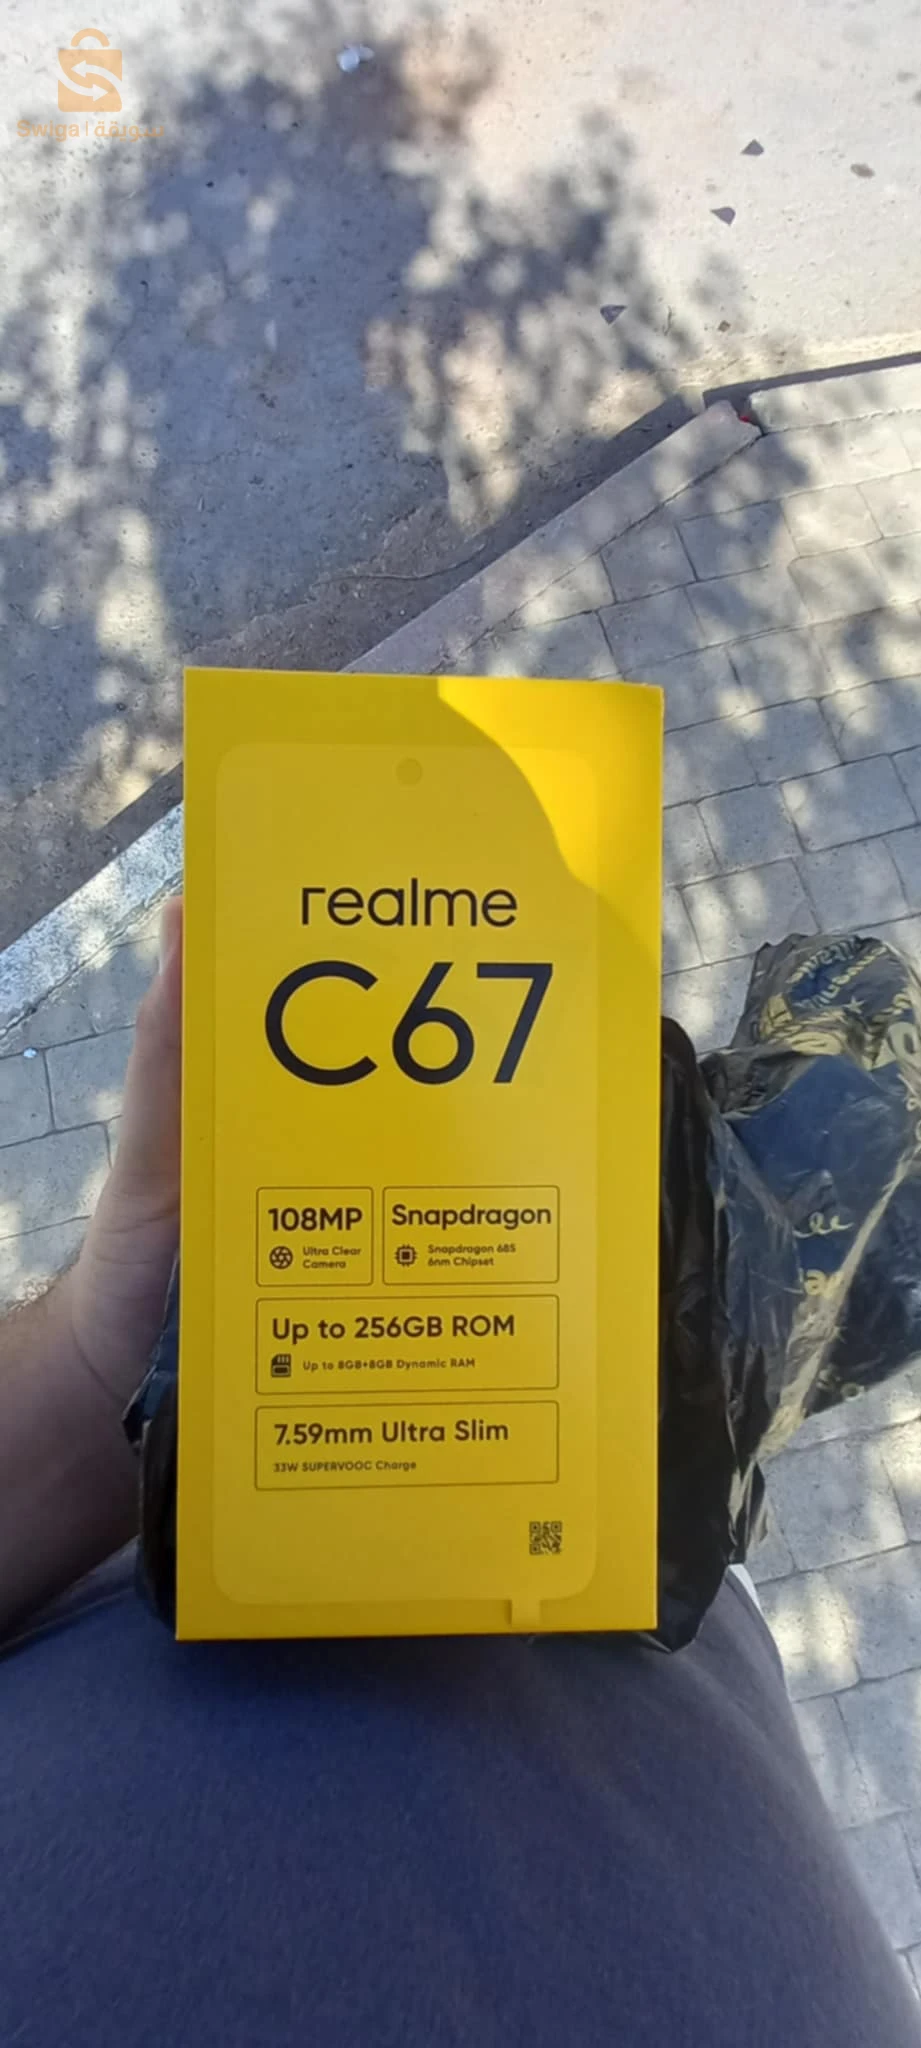 Swiga | سويقة
realme
C67
108MP
Ultra Clear
Camera
Snapdragon
Snapdragon 685
6nm Chipset
Up to 256GB ROM
Up to 8GB+8GB Dynamic RAM
7.59mm Ultra Slim
33W SUPERVOOC Charge